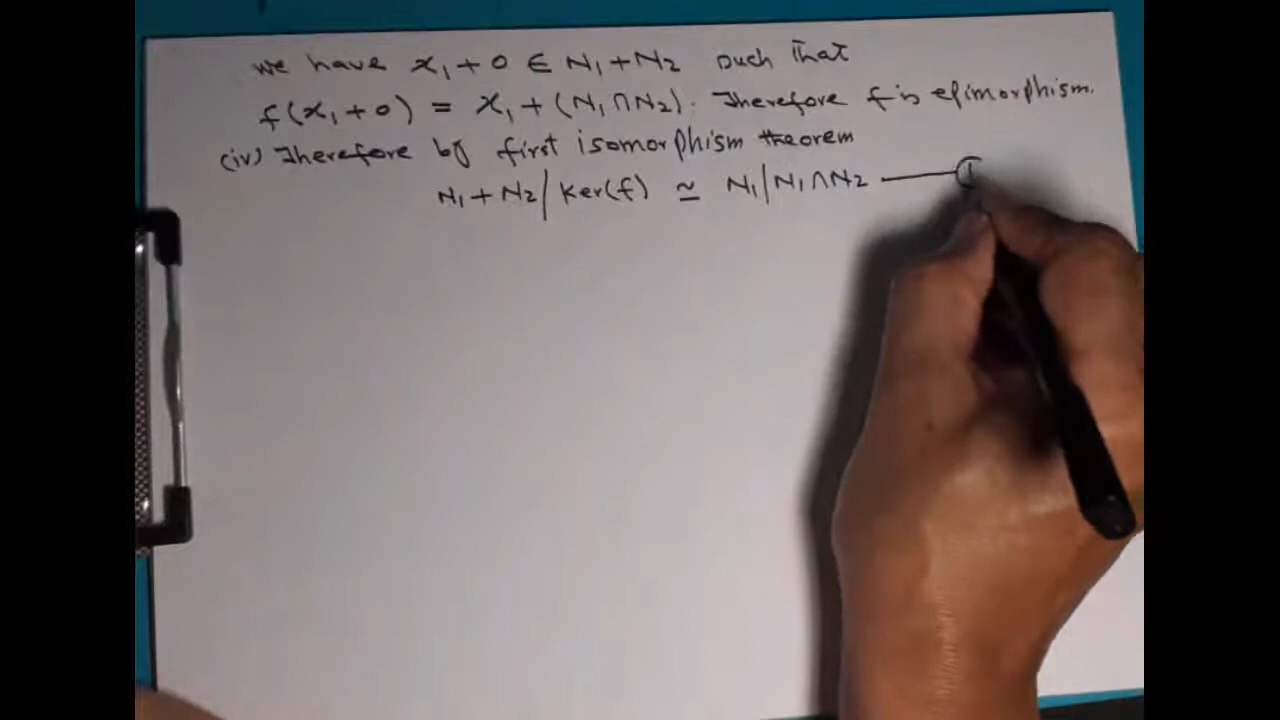 we have x₁ + 0 ∈ N₁ + N₂ such that
f(x₁ + 0) = x₁ + (N₁ ∩ N₂). Therefore f is epimorphism.
(iv) Therefore by first isomorphism theorem
N₁ + N₂ / Ker(f) ≃ N₁ / N₁ ∩ N₂ —